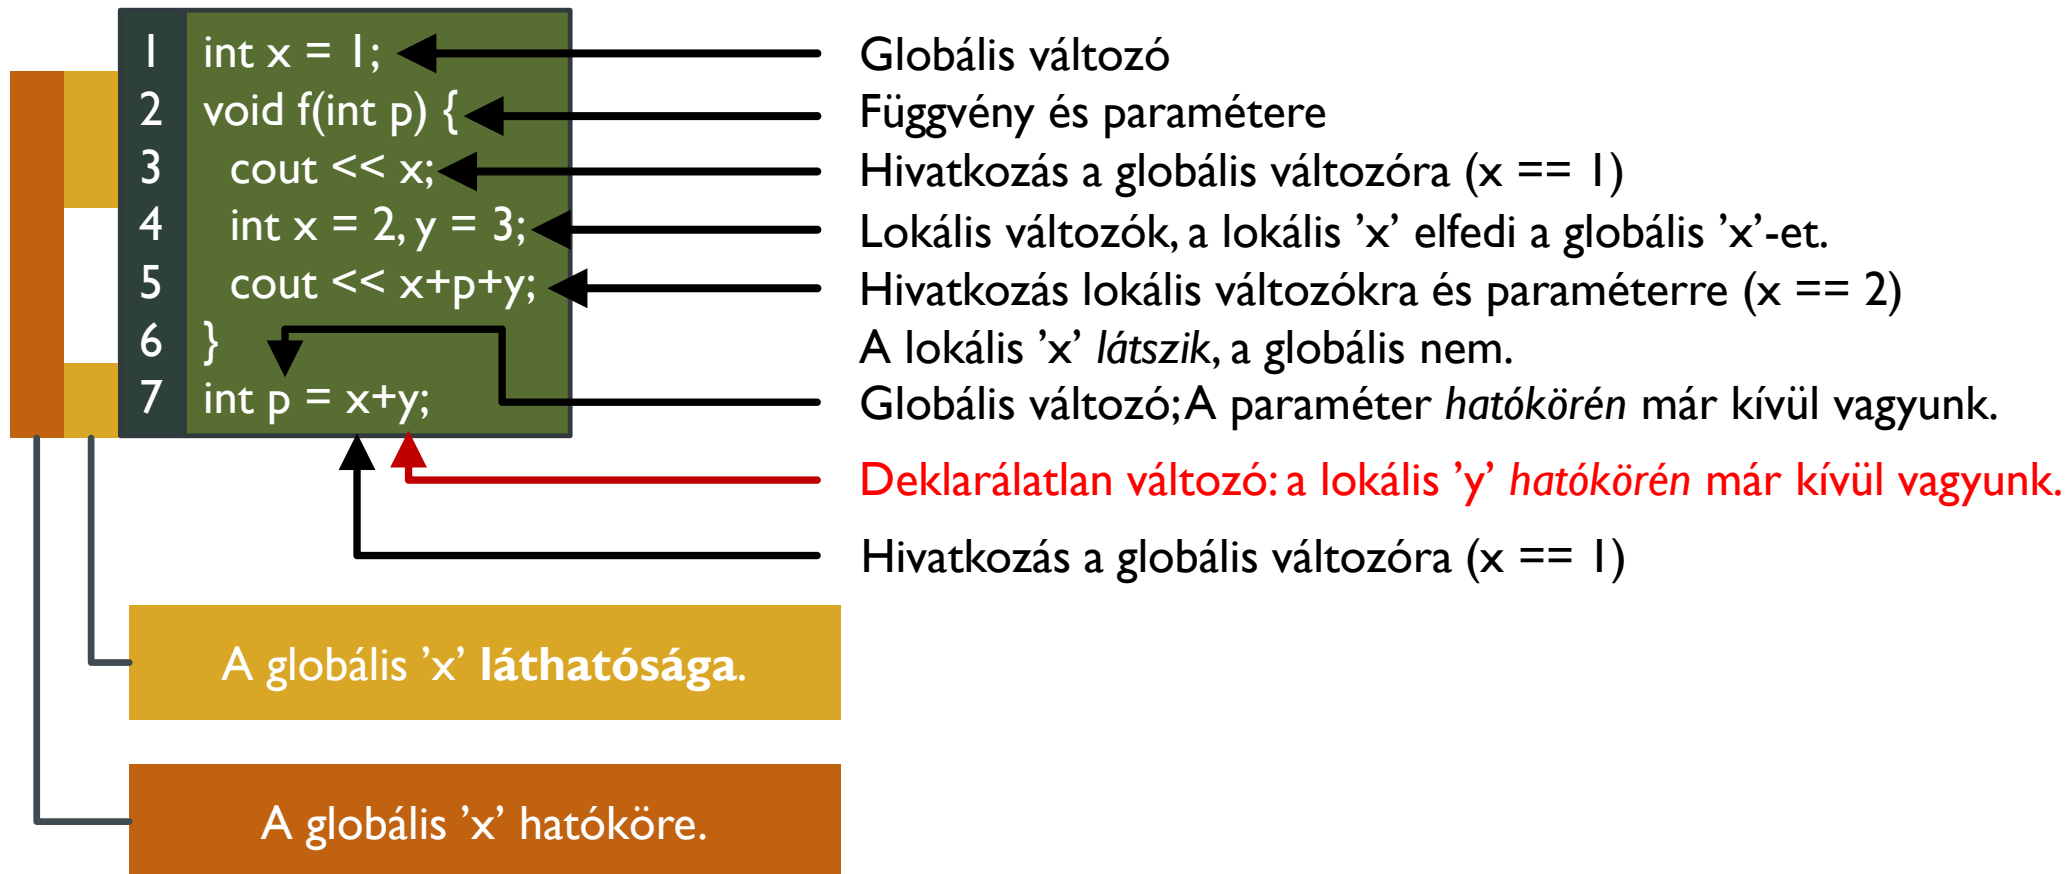 1 int x = 1;
2 void f(int p) {
3 cout << x;
4 int x = 2, y = 3;
5 cout << x+p+y;
6 }
7 int p = x+y;
Globális változó
Függvény és paramétere
Hivatkozás a globális változóra (x == 1)
Lokális változók, a lokális ’x’ elfedi a globális ’x’-et.
Hivatkozás lokális változókra és paraméterre (x == 2)
A lokális ’x’ látszik, a globális nem.
Globális változó; A paraméter hatókörén már kívül vagyunk.
Deklarálatlan változó: a lokális ’y’ hatókörén már kívül vagyunk.
Hivatkozás a globális változóra (x == 1)
A globális ’x’ láthatósága.
A globális ’x’ hatóköre.